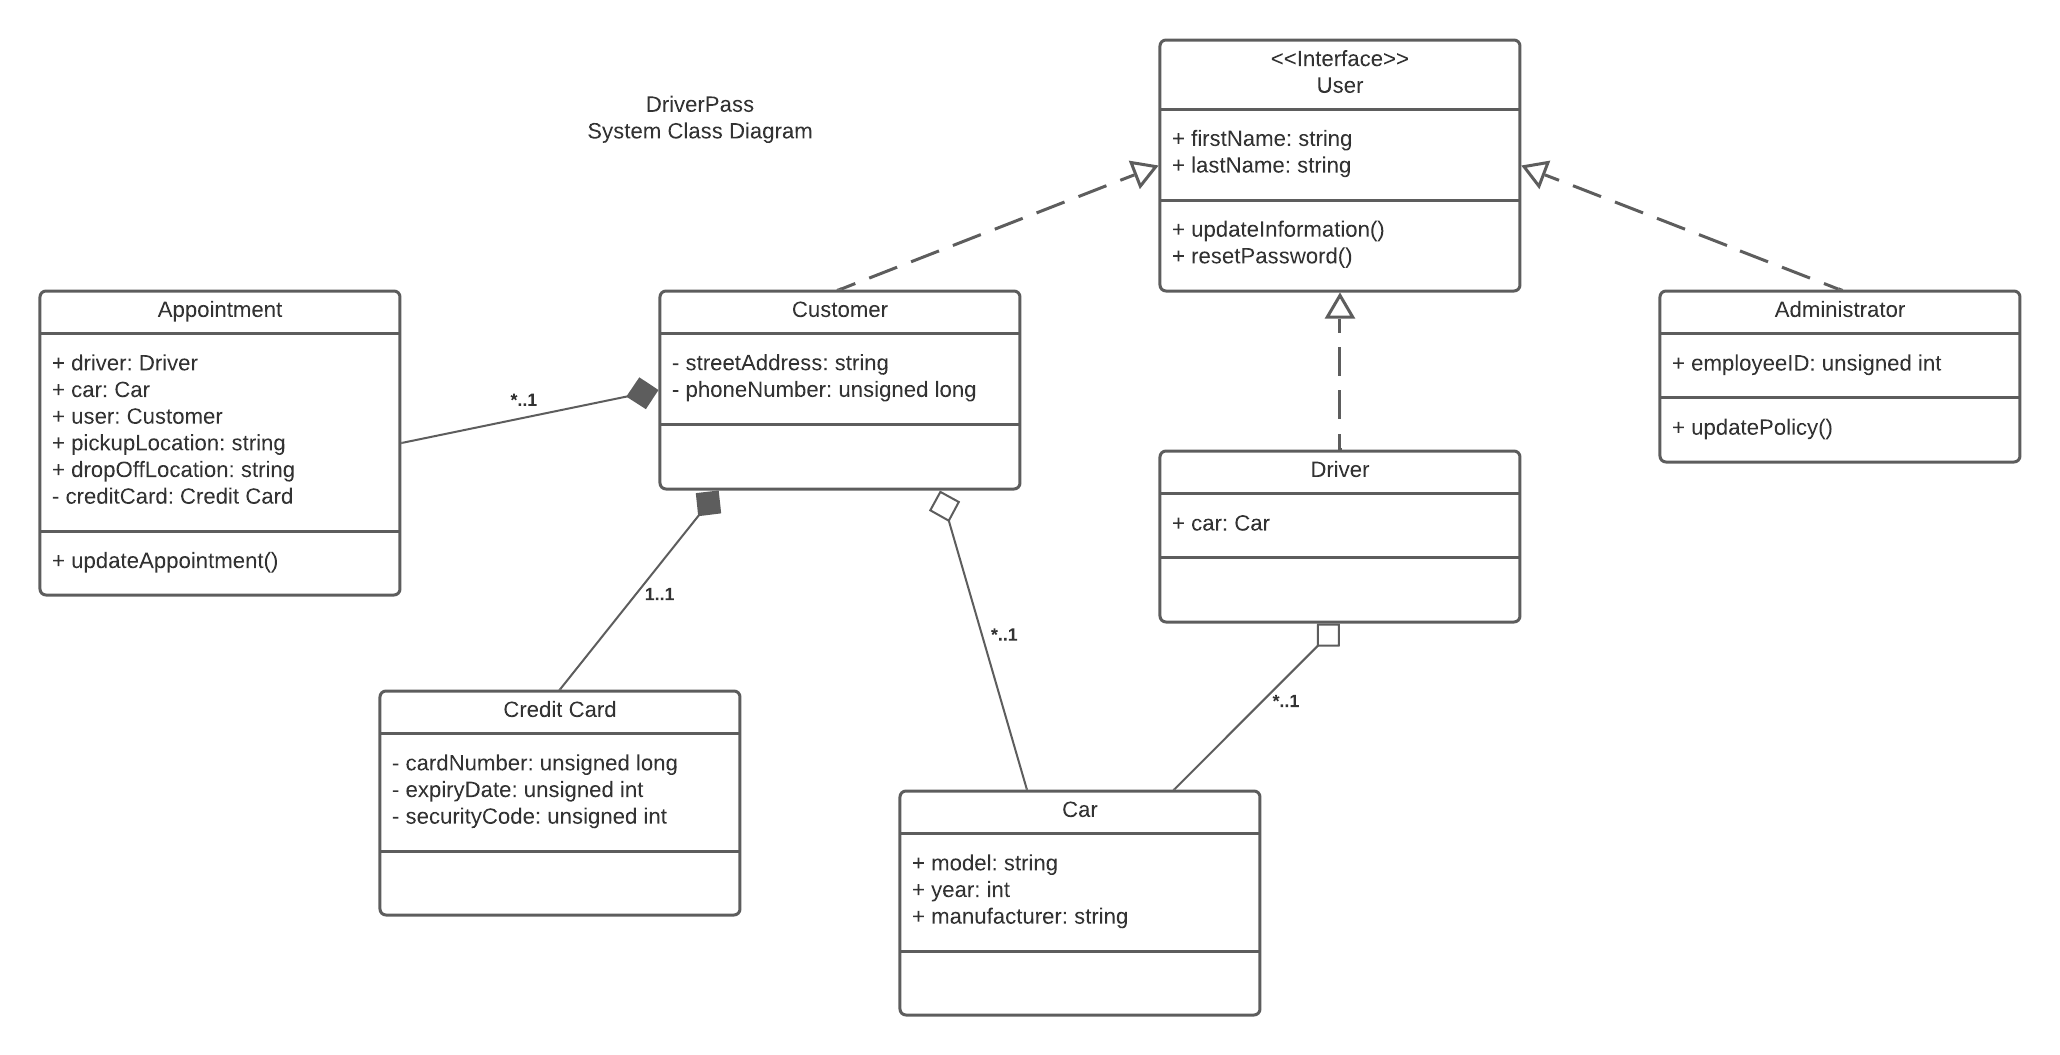 DriverPass
System Class Diagram
<<Interface>>
User
+ firstName: string
+ lastName: string
+ updateInformation()
+ resetPassword()
Appointment
+ driver: Driver
+ car: Car
+ user: Customer
+ pickupLocation: string
+ dropOffLocation: string
- creditCard: Credit Card
+ updateAppointment()
*..1
Customer
- streetAddress: string
- phoneNumber: unsigned long
Administrator
+ employeeID: unsigned int
+ updatePolicy()
Driver
+ car: Car
1..1
*..1
*..1
Credit Card
- cardNumber: unsigned long
- expiryDate: unsigned int
- securityCode: unsigned int
Car
+ model: string
+ year: int
+ manufacturer: string